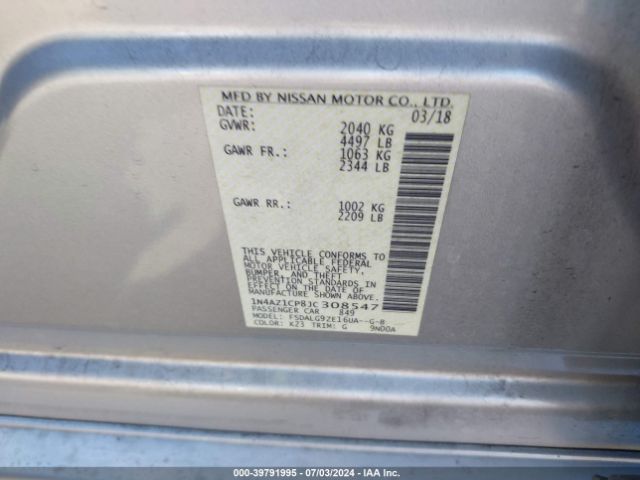 MFD BY NISSAN MOTOR CO., LTD.
DATE: 03/18
GVWR: 2040 KG
4497 LB
GAWR FR.: 1063 KG
2344 LB
GAWR RR.: 1002 KG
2209 LB
THIS VEHICLE CONFORMS TO
ALL APPLICABLE FEDERAL
MOTOR VEHICLE SAFETY,
BUMPER, AND THEFT
PREVENTION STANDARDS IN
EFFECT ON THE DATE OF
MANUFACTURE SHOWN ABOVE.
1N4AZ1CP8JC308547
PASSENGER CAR 849
MODEL: FSDALG9ZE16UA--G-B
COLOR: K23 TRIM: G 9N00A
000-39791995 - 07/03/2024 - IAA Inc.